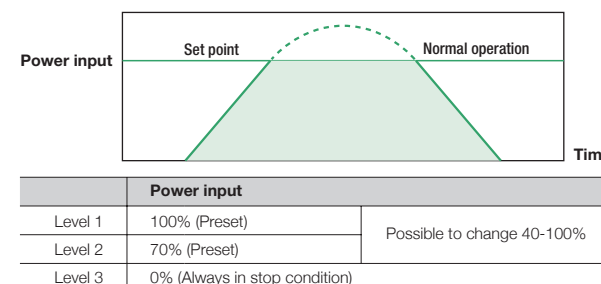 Set point
Normal operation
Power input
Tim
Power input
Level 1
100% (Preset)
Possible to change 40-100%
Level 2
70% (Preset)
Level 3
0% (Always in stop condition)